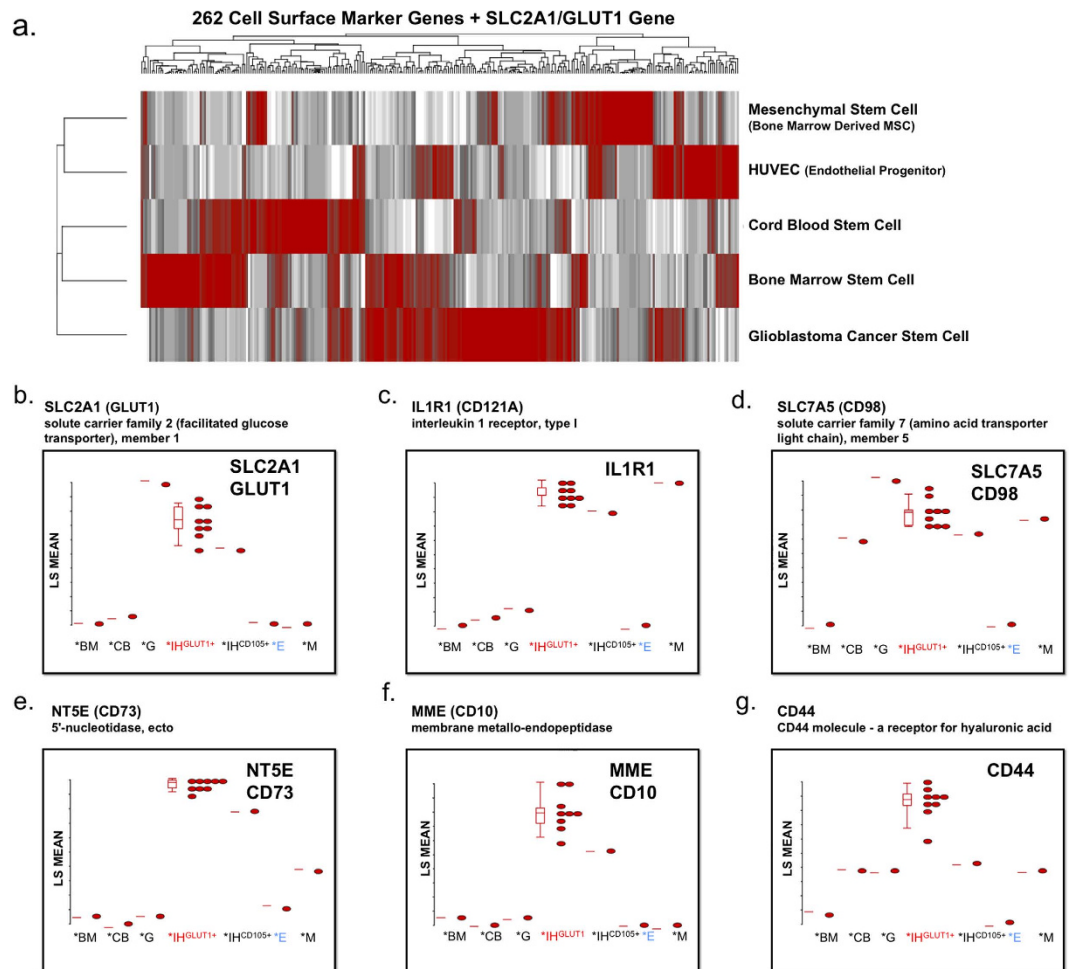 a.
262 Cell Surface Marker Genes + SLC2A1/GLUT1 Gene
Mesenchymal Stem Cell
(Bone Marrow Derived MSC)
HUVEC (Endothelial Progenitor)
Cord Blood Stem Cell
Bone Marrow Stem Cell
Glioblastoma Cancer Stem Cell
b.
SLC2A1 (GLUT1)
solute carrier family 2 (facilitated glucose
transporter), member 1
SLC2A1
GLUT1
LS MEAN
*BM *CB *G *IHGLUT1+ *IHCD105+ *E *M
c.
IL1R1 (CD121A)
interleukin 1 receptor, type I
IL1R1
LS MEAN
*BM *CB *G *IHGLUT1+ *IHCD105+ *E *M
d.
SLC7A5 (CD98)
solute carrier family 7 (amino acid transporter
light chain), member 5
SLC7A5
CD98
LS MEAN
*BM *CB *G *IHGLUT1+ *IHCD105+ *E *M
e.
NT5E (CD73)
5'-nucleotidase, ecto
NT5E
CD73
LS MEAN
*BM *CB *G *IHGLUT1+ *IHCD105+ *E *M
f.
MME (CD10)
membrane metallo-endopeptidase
MME
CD10
LS MEAN
*BM *CB *G *IHGLUT1 *IHCD105+ *E *M
g.
CD44
CD44 molecule - a receptor for hyaluronic acid
CD44
LS MEAN
*BM *CB *G *IHGLUT1+ *IHCD105+ *E *M